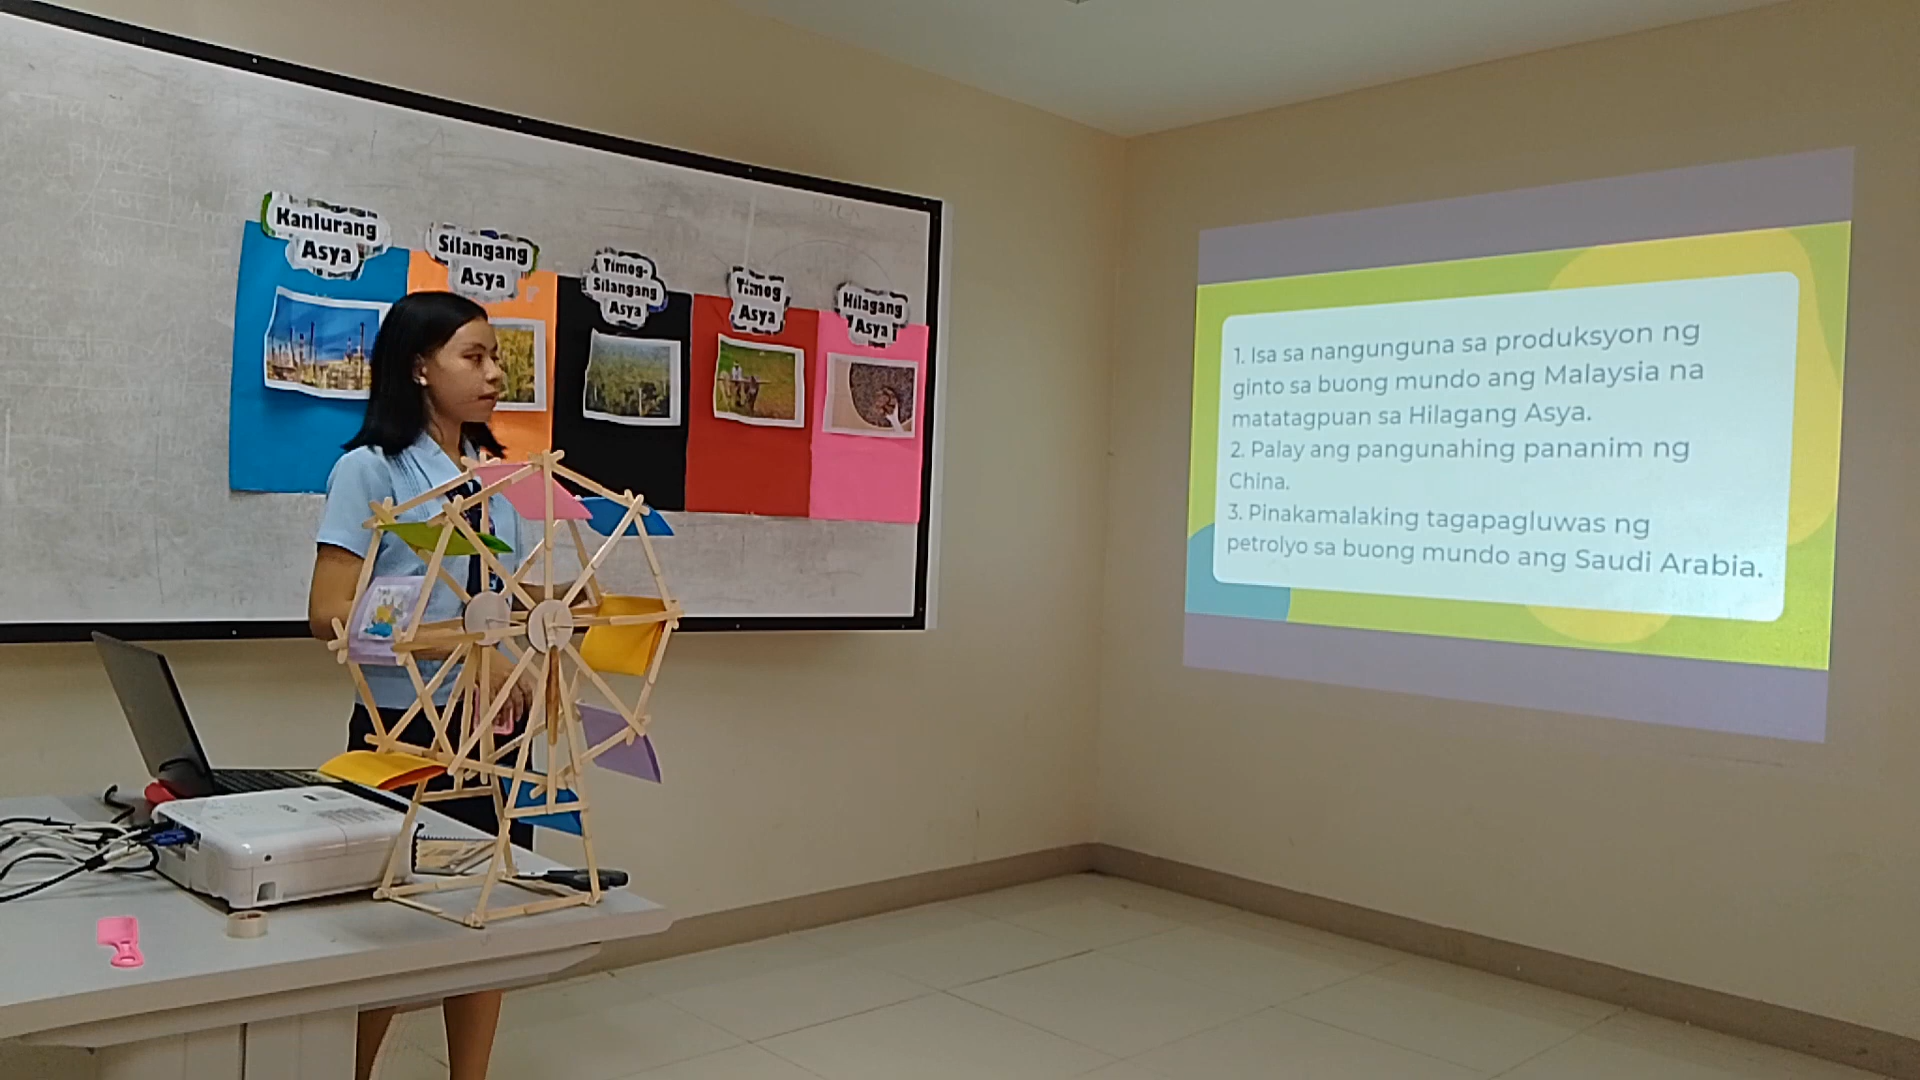 Kanlurang
Asya
Silangang
Asya
Timog-
Silangang
Asya
Timog
Asya
Hilagang
Asya
1. Isa sa nangunguna sa produksyon ng
ginto sa buong mundo ang Malaysia na
matatagpuan sa Hilagang Asya.
2. Palay ang pangunahing pananim ng
China.
3. Pinakamalaking tagapagluwas ng
petrolyo sa buong mundo ang Saudi Arabia.